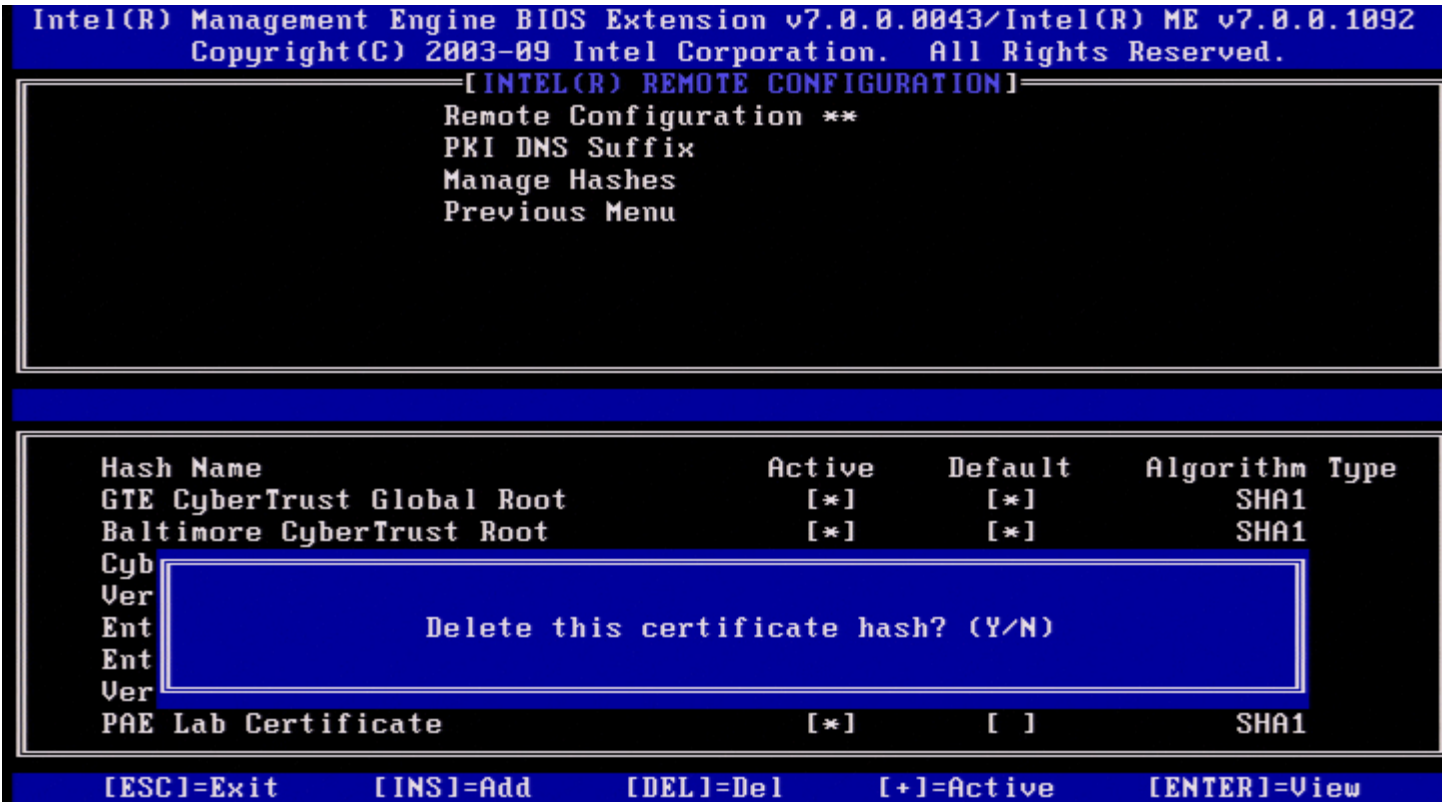 Intel(R) Management Engine BIOS Extension v7.0.0.0043/Intel(R) ME v7.0.0.1092
Copyright(C) 2003-09 Intel Corporation. All Rights Reserved.
[INTEL(R) REMOTE CONFIGURATION]
Remote Configuration **
PKI DNS Suffix
Manage Hashes
Previous Menu
Hash Name Active Default Algorithm Type
GTE CyberTrust Global Root [*] [*] SHA1
Baltimore CyberTrust Root [*] [*] SHA1
Cyb
Ver
Ent
Delete this certificate hash? (Y/N)
Ent
Ver
PAE Lab Certificate [*] [ ] SHA1
[ESC]=Exit [INS]=Add [DEL]=Del [+]=Active [ENTER]=View